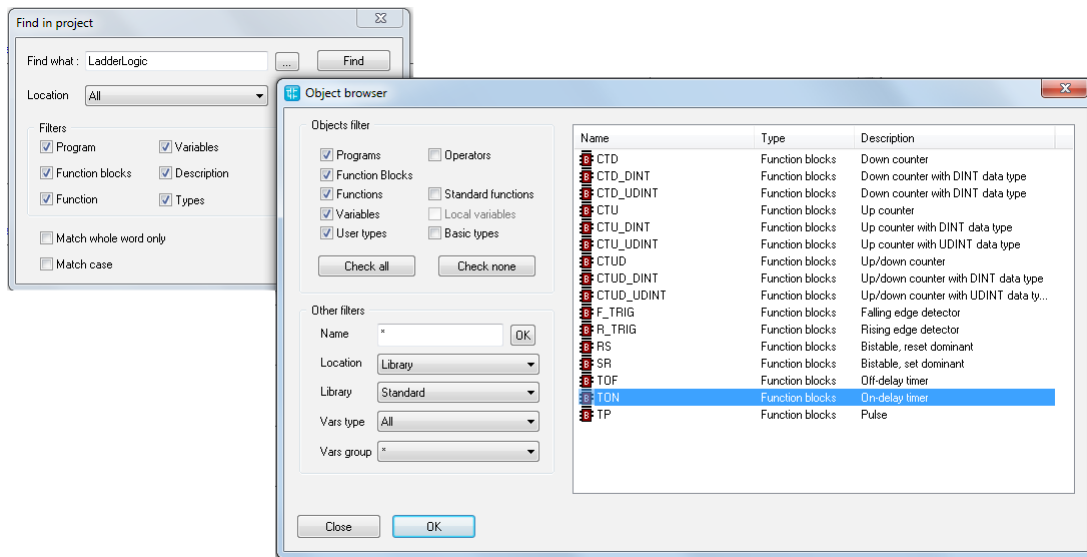 Find in project
Find what : LadderLogic ... Find
Location All
Filters
Program Variables
Function blocks Description
Function Types
Match whole word only
Match case
Object browser
Objects filter
Programs Operators
Function Blocks
Functions Standard functions
Variables Local variables
User types Basic types
Check all Check none
Other filters
Name * OK
Location Library
Library Standard
Vars type All
Vars group *
Close OK
Name Type Description
B CTD Function blocks Down counter
B CTD_DINT Function blocks Down counter with DINT data type
B CTD_UDINT Function blocks Down counter with DINT data type
B CTU Function blocks Up counter
B CTU_DINT Function blocks Up counter with DINT data type
B CTU_UDINT Function blocks Up counter with UDINT data type
B CTUD Function blocks Up/down counter
B CTUD_DINT Function blocks Up/down counter with DINT data type
B CTUD_UDINT Function blocks Up/down counter with UDINT data ty...
B F_TRIG Function blocks Falling edge detector
B R_TRIG Function blocks Rising edge detector
B RS Function blocks Bistable, reset dominant
B SR Function blocks Bistable, set dominant
B TOF Function blocks Off-delay timer
B TON Function blocks On-delay timer
B TP Function blocks Pulse